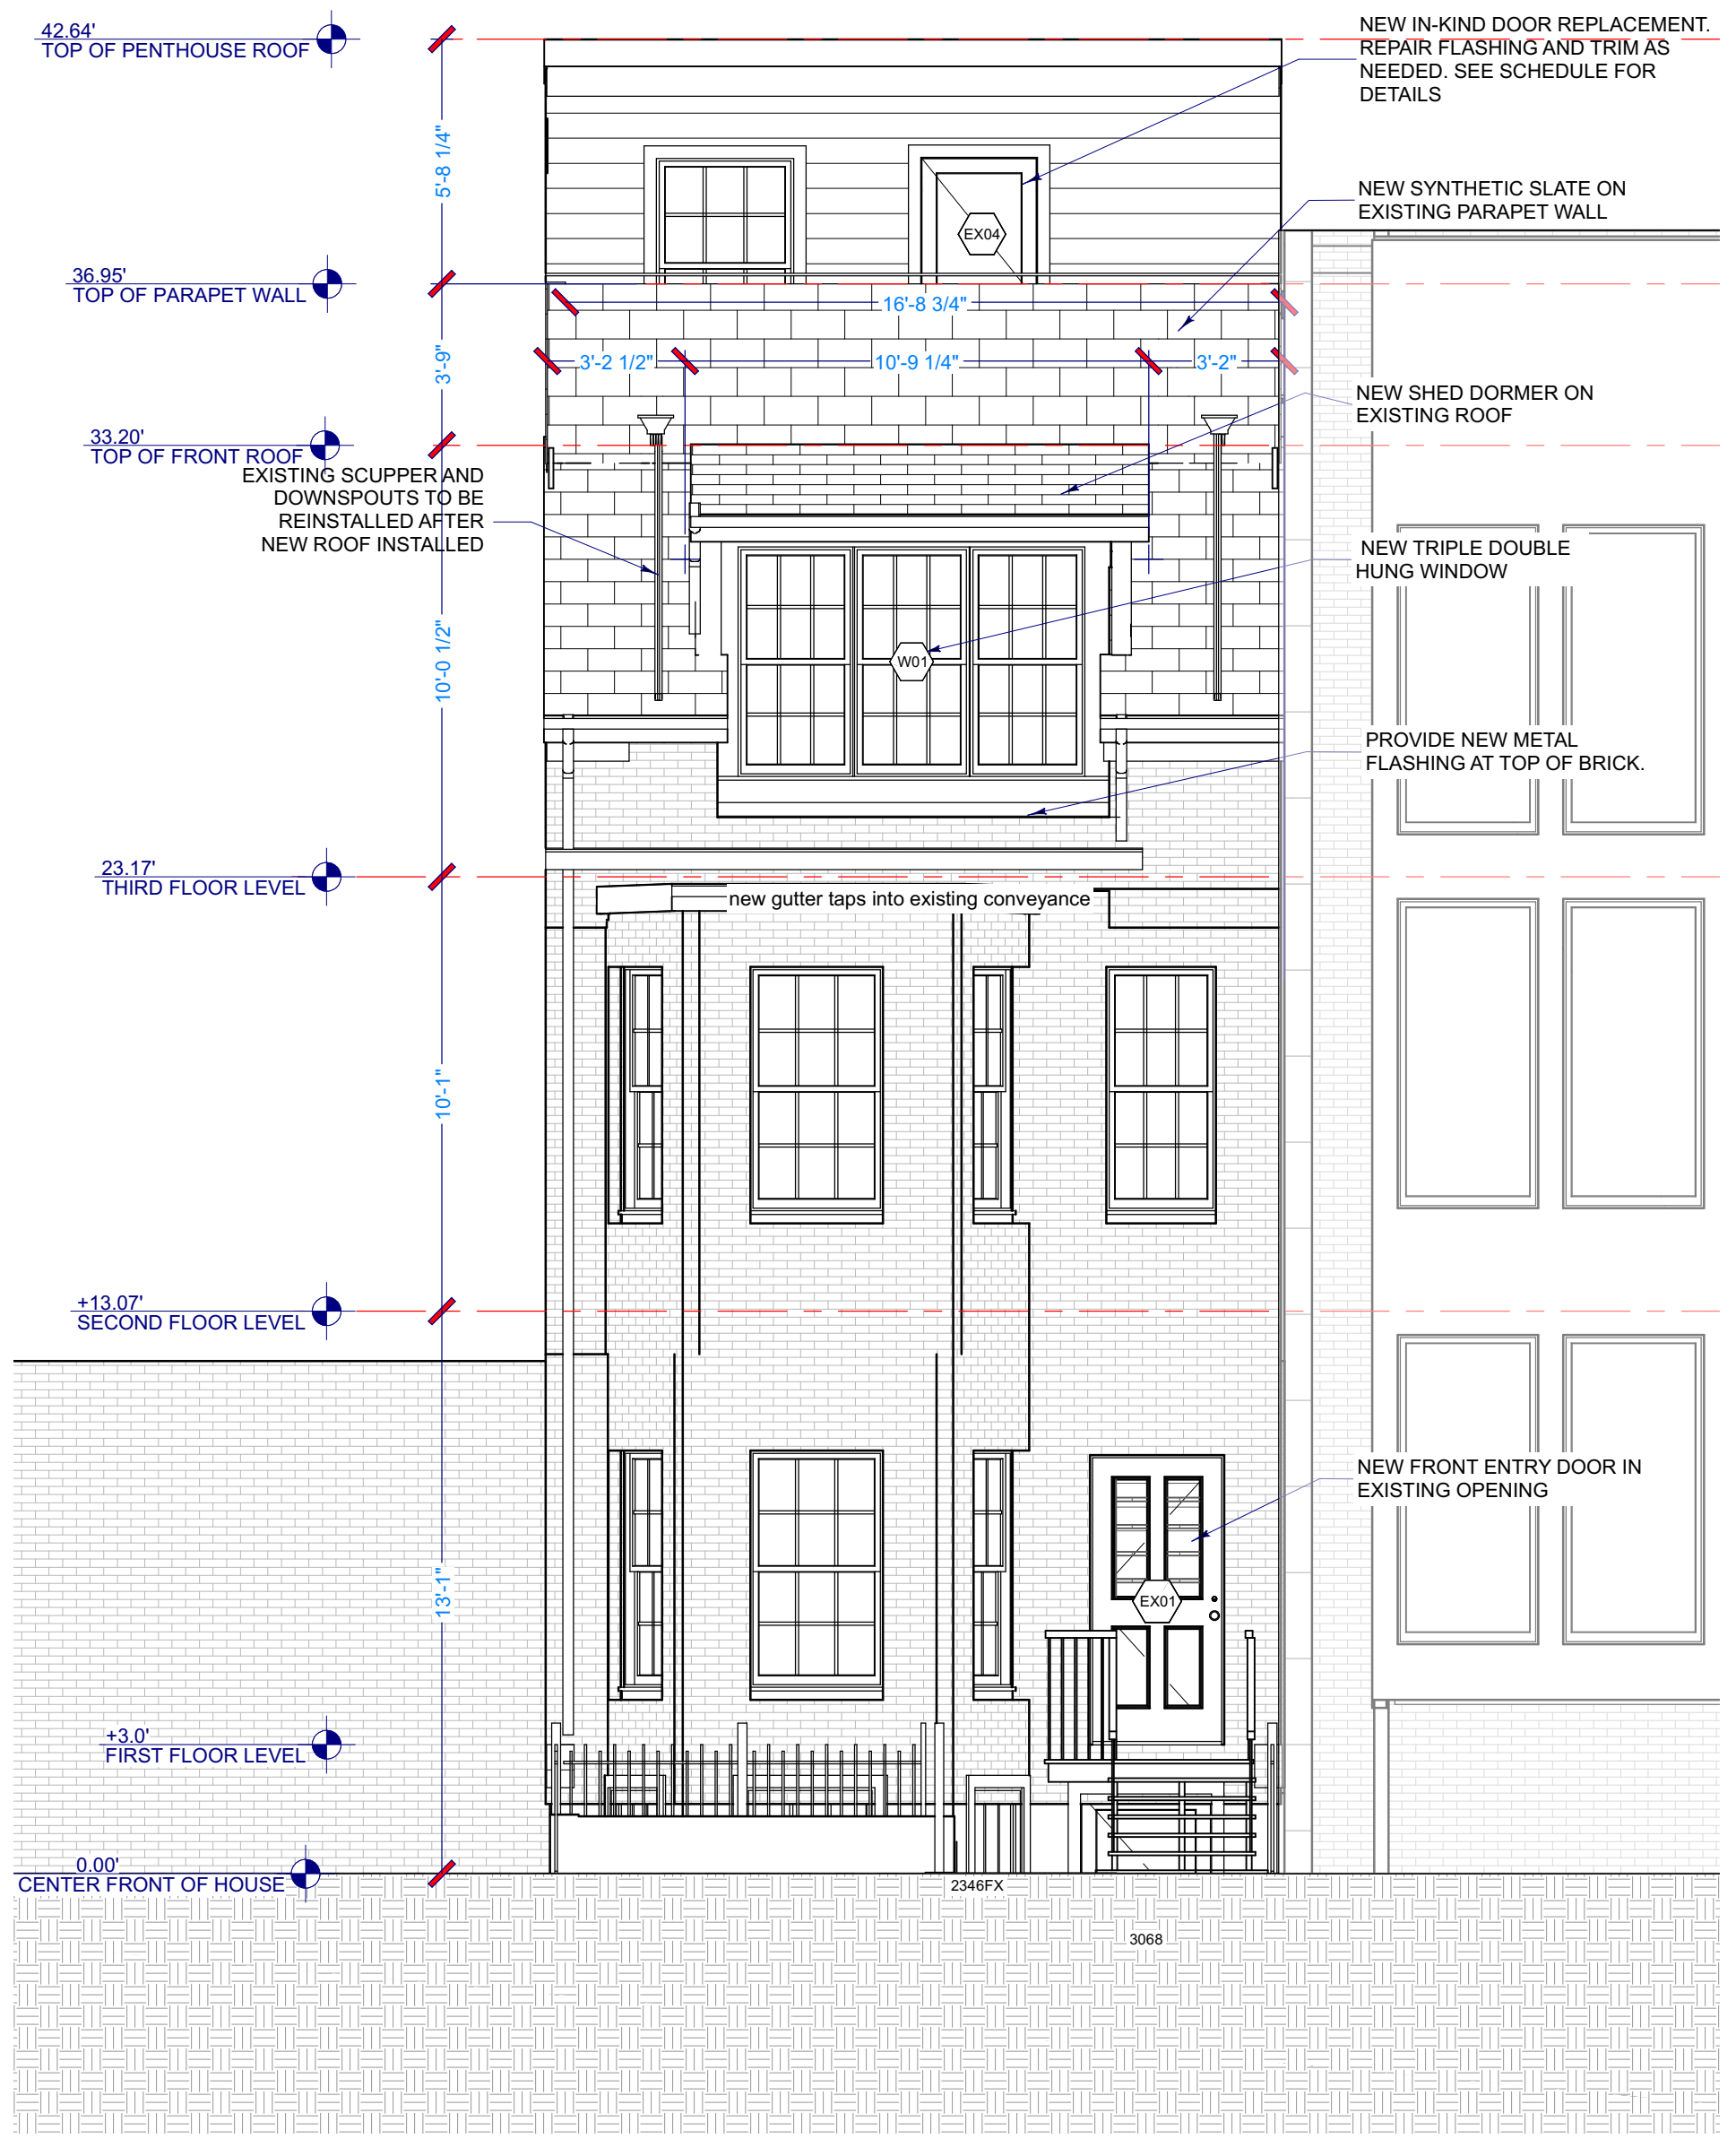 42.64'
TOP OF PENTHOUSE ROOF
NEW IN-KIND DOOR REPLACEMENT.
REPAIR FLASHING AND TRIM AS
NEEDED. SEE SCHEDULE FOR
DETAILS
5'-8 1/4"
NEW SYNTHETIC SLATE ON
EXISTING PARAPET WALL
EX04
36.95'
TOP OF PARAPET WALL
16'-8 3/4"
3'-9"
3'-2 1/2"
10'-9 1/4"
3'-2"
NEW SHED DORMER ON
EXISTING ROOF
33.20'
TOP OF FRONT ROOF
EXISTING SCUPPER AND
DOWNSPOUTS TO BE
REINSTALLED AFTER
NEW ROOF INSTALLED
NEW TRIPLE DOUBLE
HUNG WINDOW
10'-0 1/2"
W01
PROVIDE NEW METAL
FLASHING AT TOP OF BRICK.
23.17'
THIRD FLOOR LEVEL
new gutter taps into existing conveyance
10'-1"
+13.07'
SECOND FLOOR LEVEL
NEW FRONT ENTRY DOOR IN
EXISTING OPENING
13'-1"
EX01
+3.0'
FIRST FLOOR LEVEL
0.00'
CENTER FRONT OF HOUSE
2346FX
3068